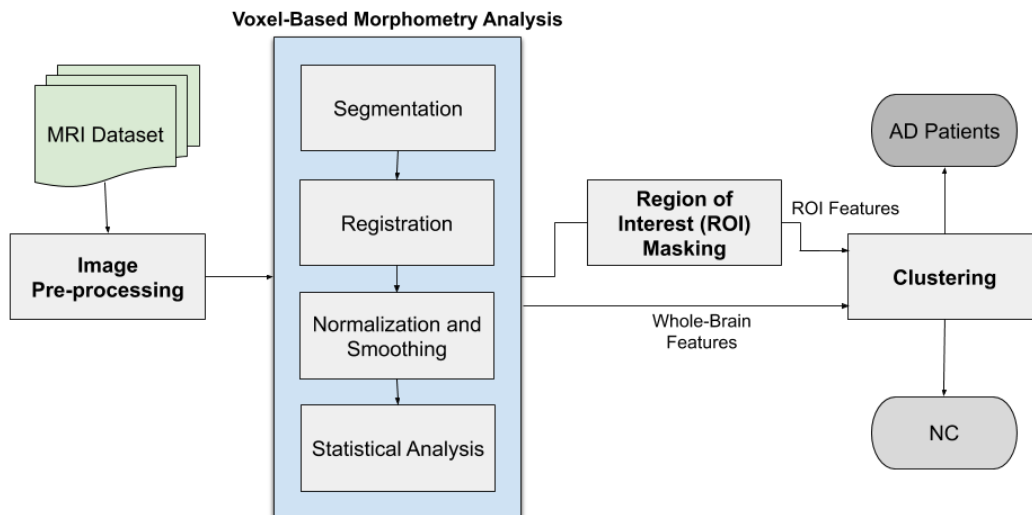 Voxel-Based Morphometry Analysis
MRI Dataset
Image
Pre-processing
Segmentation
Registration
Normalization and
Smoothing
Statistical Analysis
Region of
Interest (ROI)
Masking
ROI Features
Whole-Brain
Features
AD Patients
Clustering
NC